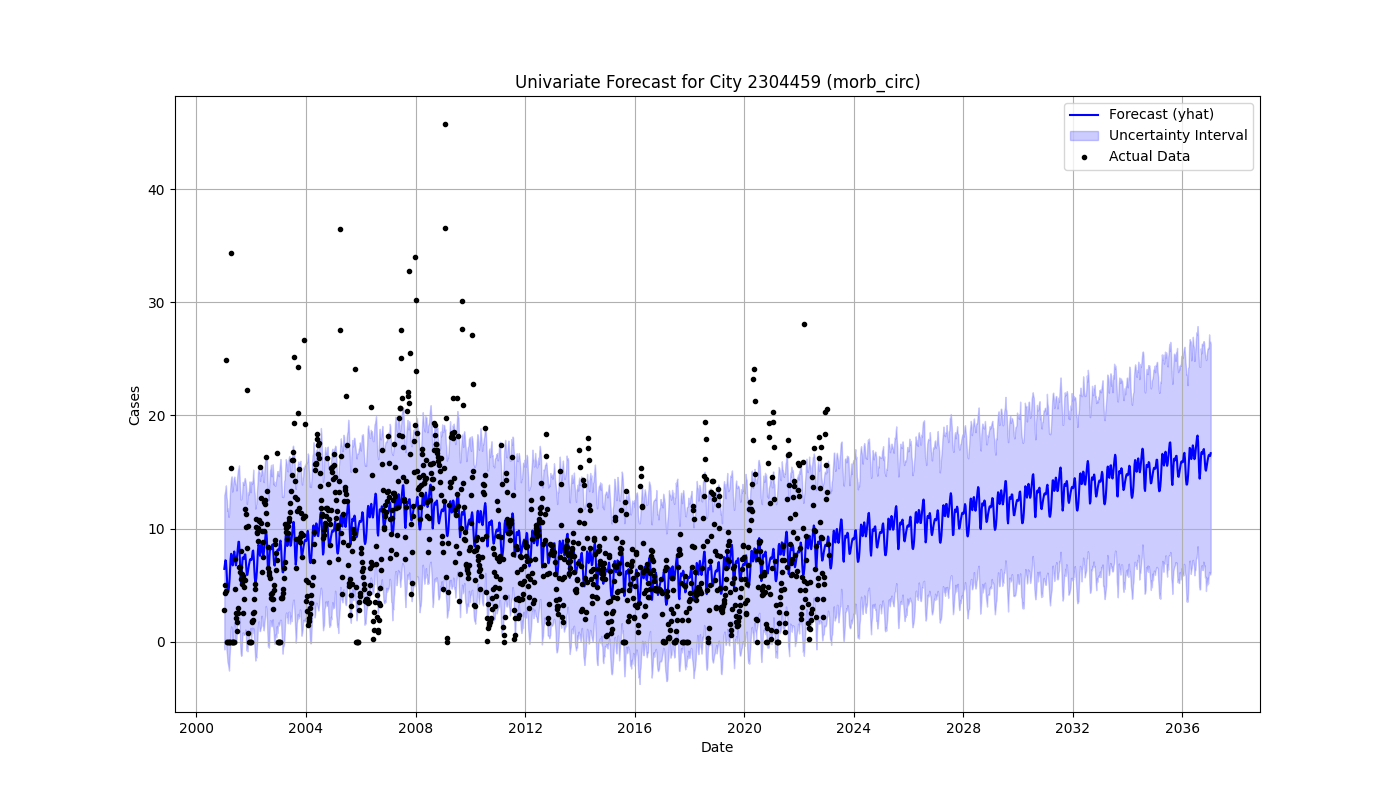 Univariate Forecast for City 2304459 (morb_circ)
Forecast (yhat)
Uncertainty Interval
Actual Data
Cases
40
30
20
10
0
2000 2004 2008 2012 2016 2020 2024 2028 2032 2036
Date